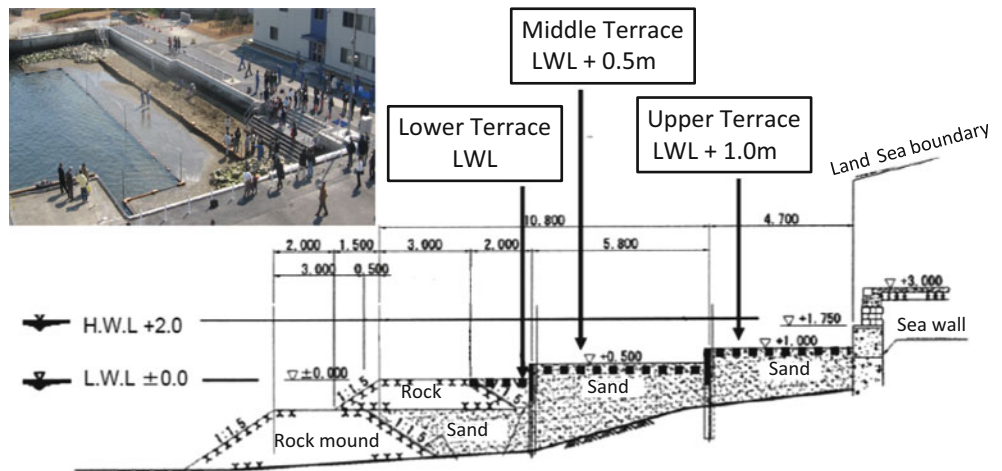 Middle Terrace
LWL + 0.5m
Lower Terrace
LWL
Upper Terrace
LWL + 1.0m
Land Sea boundary
10.800 4.700
2.000 1.500 3.000 2.000 5.800
3.000 0.500
+3.000
H.W.L +2.0
+1.750
Sea wall
+1.000
+0.500
L.W.L ±0.0
±0.000
Rock
Sand
Sand
1:1.5
Rock mound
Sand
1:1.5
1:1.5